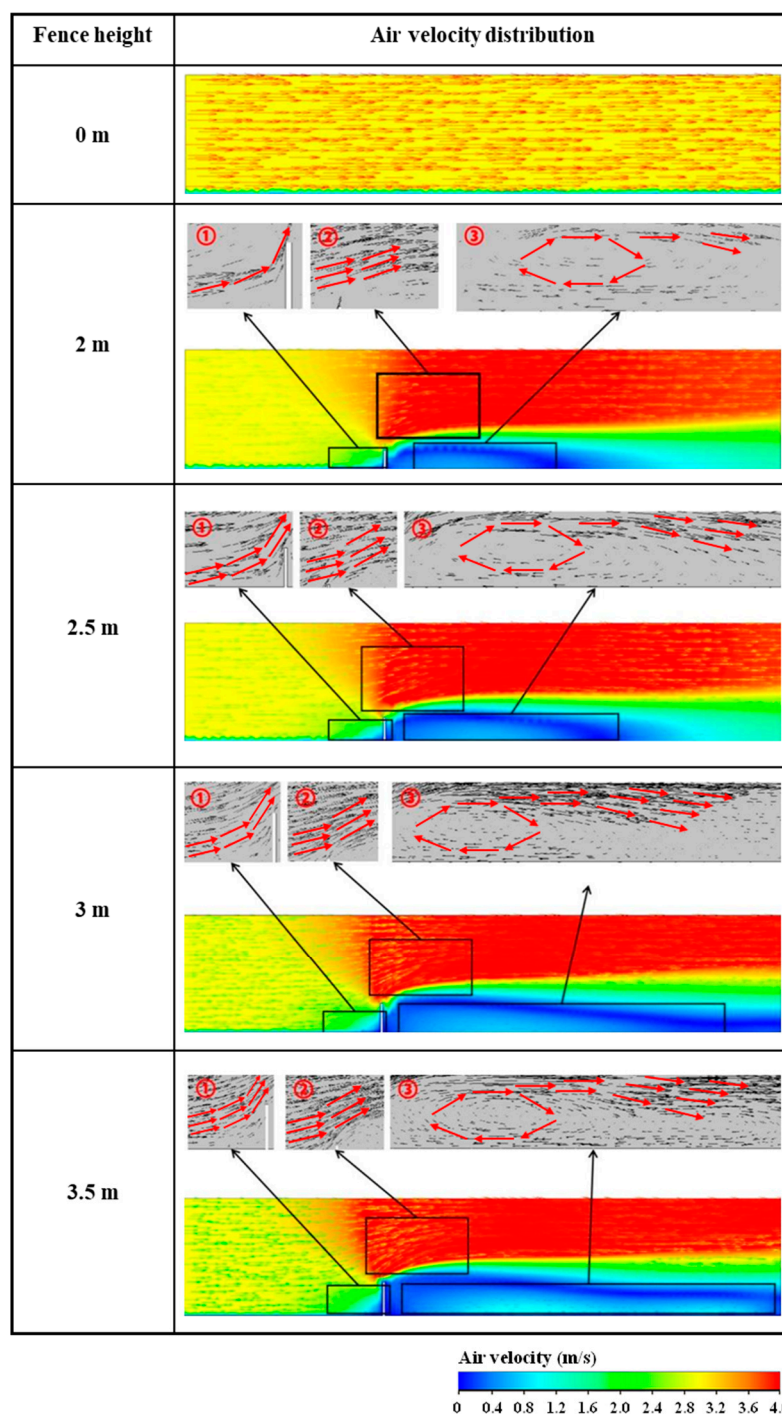 Fence height Air velocity distribution
0 m
① ② ③
2 m
① ② ③
2.5 m
① ② ③
3 m
① ② ③
3.5 m
Air velocity (m/s)
0 0.4 0.8 1.2 1.6 2.0 2.4 2.8 3.2 3.6